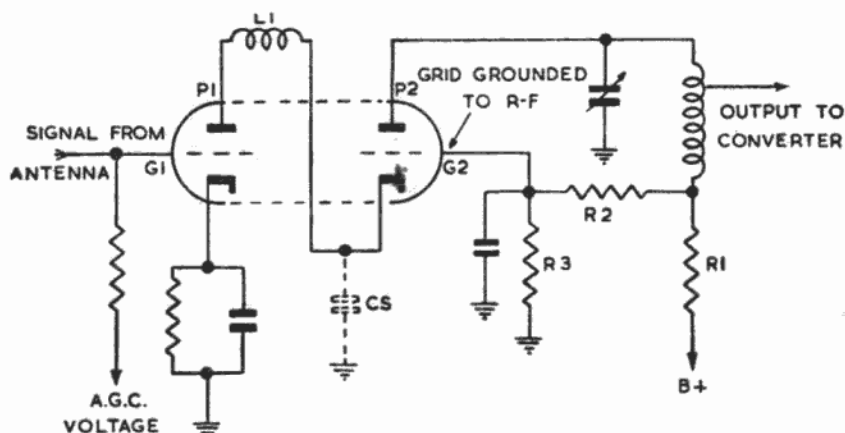 L1
P1
P2
GRID GROUNDED
TO R-F
SIGNAL FROM
ANTENNA
G1
G2
OUTPUT TO
CONVERTER
R2
R3
R1
CS
A.G.C.
VOLTAGE
B+